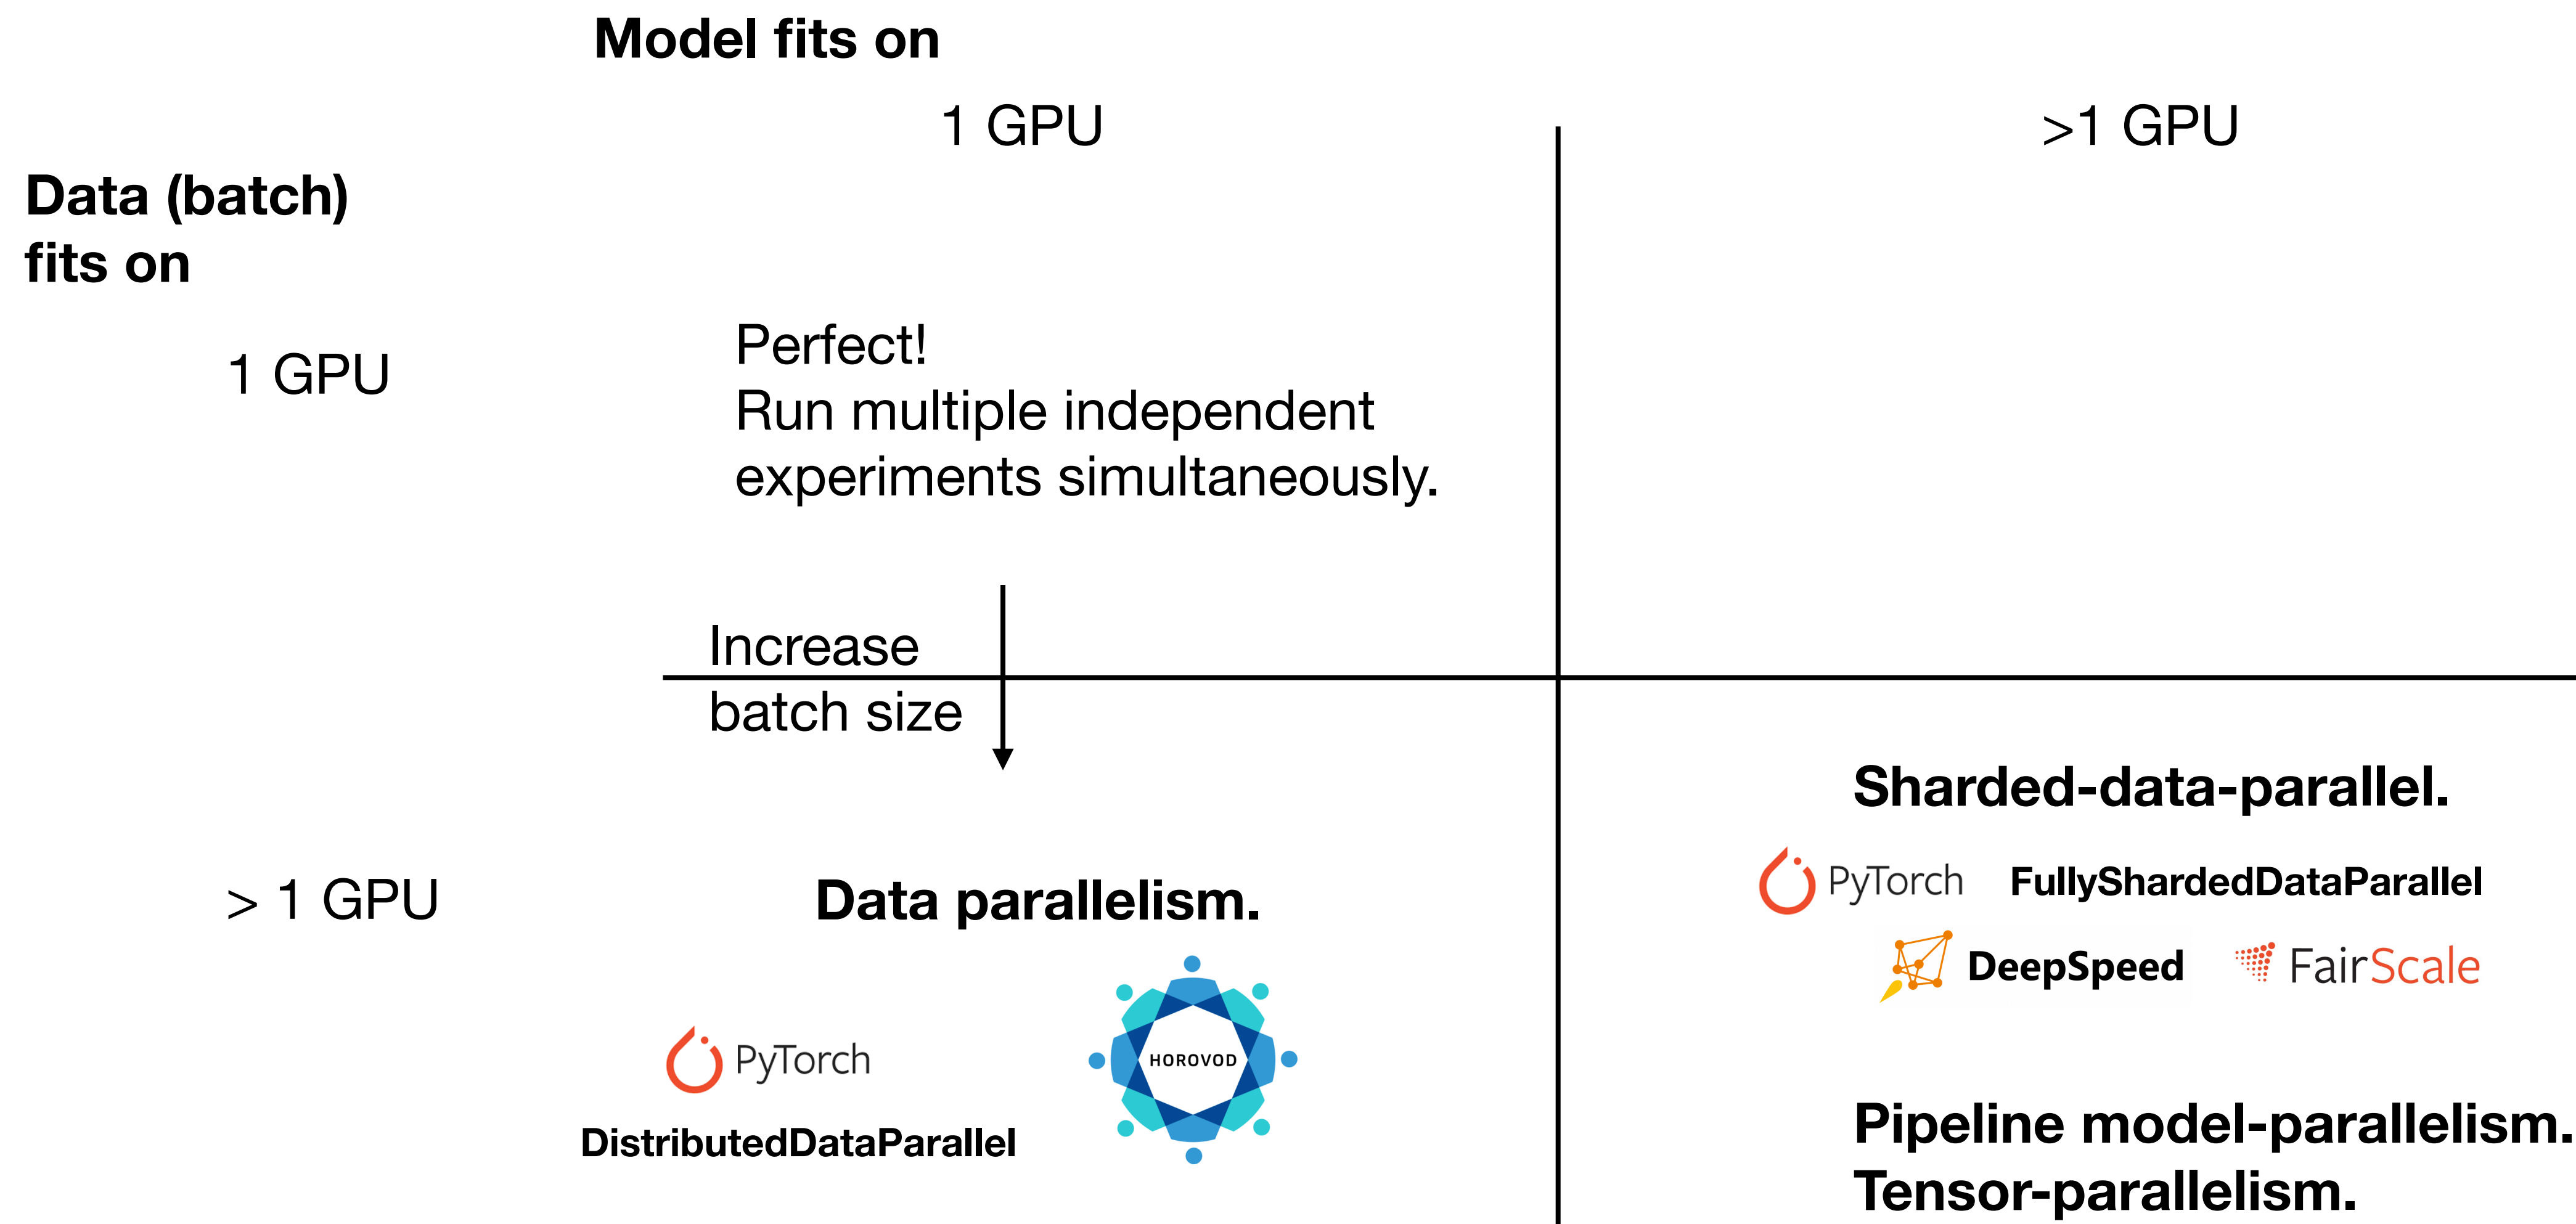 Model fits on
1 GPU
>1 GPU
Data (batch)
fits on
1 GPU
Perfect!
Run multiple independent
experiments simultaneously.
Increase
batch size
> 1 GPU
Data parallelism.
PyTorch
DistributedDataParallel
HOROVOD
Sharded-data-parallel.
PyTorch FullyShardedDataParallel
DeepSpeed FairScale
Pipeline model-parallelism.
Tensor-parallelism.